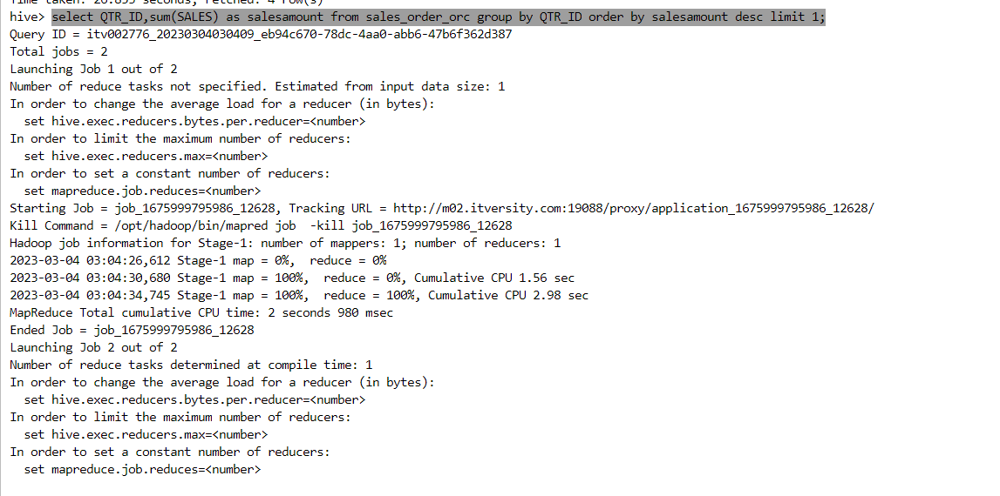 Time taken: 20.895 seconds, Fetched: 4 row(s)
hive> select QTR_ID,sum(SALES) as salesamount from sales_order_orc group by QTR_ID order by salesamount desc limit 1;
Query ID = itv002776_20230304030409_eb94c670-78dc-4aa0-abb6-47b6f362d387
Total jobs = 2
Launching Job 1 out of 2
Number of reduce tasks not specified. Estimated from input data size: 1
In order to change the average load for a reducer (in bytes):
  set hive.exec.reducers.bytes.per.reducer=<number>
In order to limit the maximum number of reducers:
  set hive.exec.reducers.max=<number>
In order to set a constant number of reducers:
  set mapreduce.job.reduces=<number>
Starting Job = job_1675999795986_12628, Tracking URL = http://m02.itversity.com:19088/proxy/application_1675999795986_12628/
Kill Command = /opt/hadoop/bin/mapred job  -kill job_1675999795986_12628
Hadoop job information for Stage-1: number of mappers: 1; number of reducers: 1
2023-03-04 03:04:26,612 Stage-1 map = 0%,  reduce = 0%
2023-03-04 03:04:30,680 Stage-1 map = 100%,  reduce = 0%, Cumulative CPU 1.56 sec
2023-03-04 03:04:34,745 Stage-1 map = 100%,  reduce = 100%, Cumulative CPU 2.98 sec
MapReduce Total cumulative CPU time: 2 seconds 980 msec
Ended Job = job_1675999795986_12628
Launching Job 2 out of 2
Number of reduce tasks determined at compile time: 1
In order to change the average load for a reducer (in bytes):
  set hive.exec.reducers.bytes.per.reducer=<number>
In order to limit the maximum number of reducers:
  set hive.exec.reducers.max=<number>
In order to set a constant number of reducers:
  set mapreduce.job.reduces=<number>